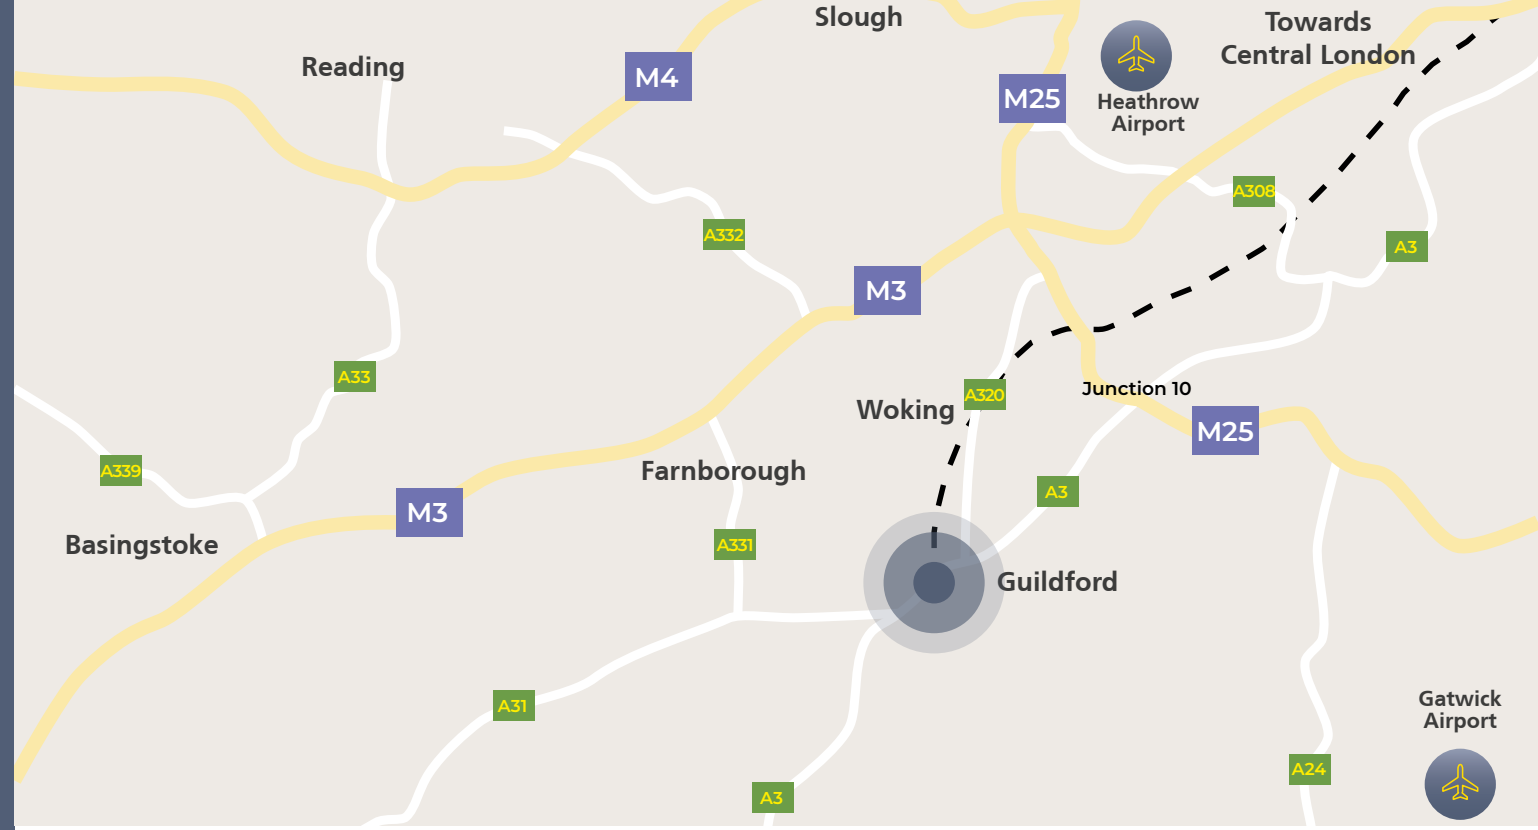 Slough
Towards
Central London
Reading
M4
M25
Heathrow
Airport
A308
A332
A3
M3
A33
Junction 10
A320
Woking
M25
A339
Farnborough
A3
M3
Basingstoke
A331
Guildford
A31
Gatwick
Airport
A24
A3